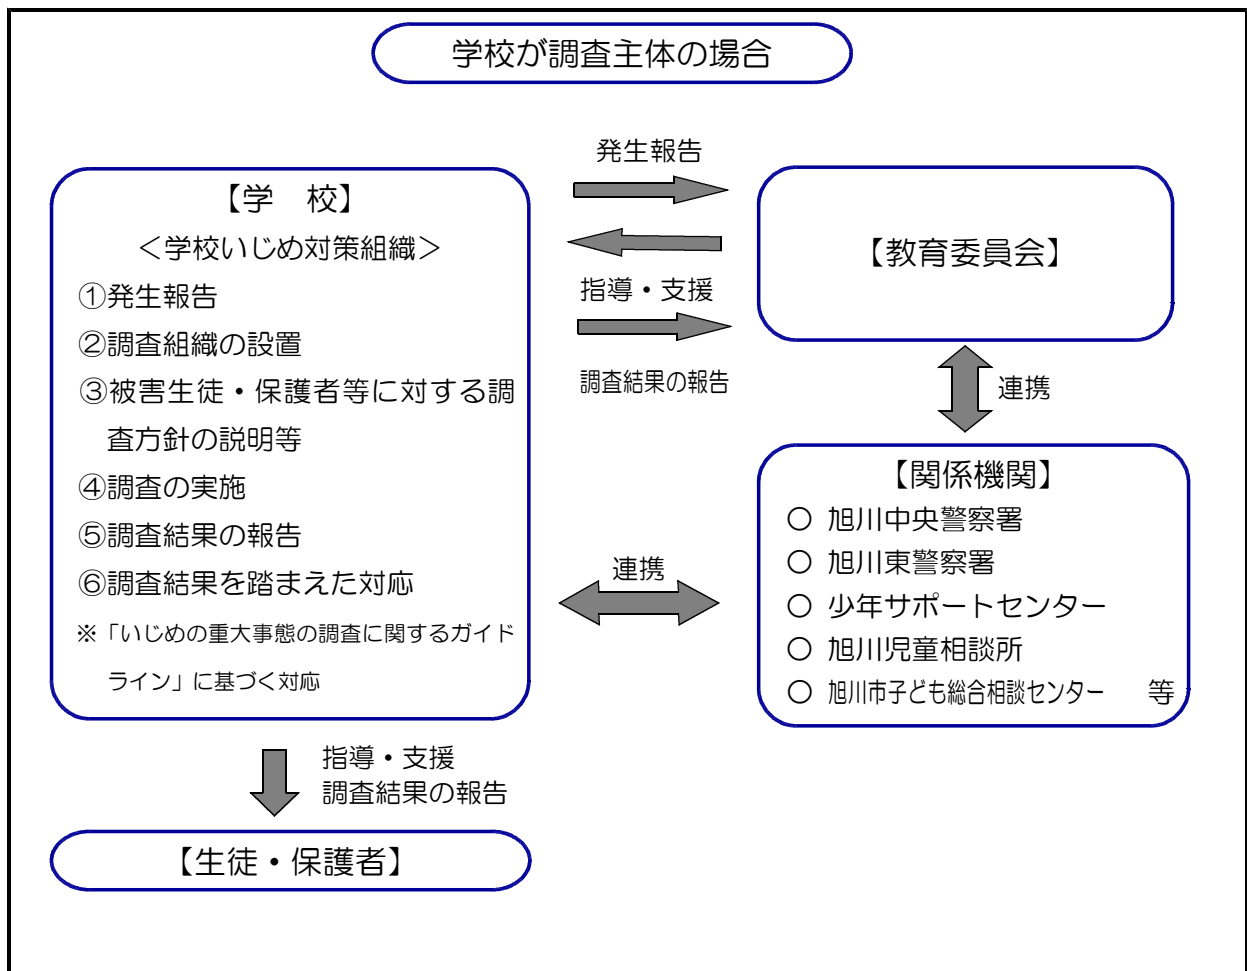 学校が調査主体の場合
【学　校】
＜学校いじめ対策組織＞
①発生報告
②調査組織の設置
③被害生徒・保護者等に対する調
査方針の説明等
④調査の実施
⑤調査結果の報告
⑥調査結果を踏まえた対応
※「いじめの重大事態の調査に関するガイド
ライン」に基づく対応
発生報告
指導・支援
調査結果の報告
【教育委員会】
連携
連携
【関係機関】
○ 旭川中央警察署
○ 旭川東警察署
○ 少年サポートセンター
○ 旭川児童相談所
○ 旭川市子ども総合相談センター　等
指導・支援
調査結果の報告
【生徒・保護者】